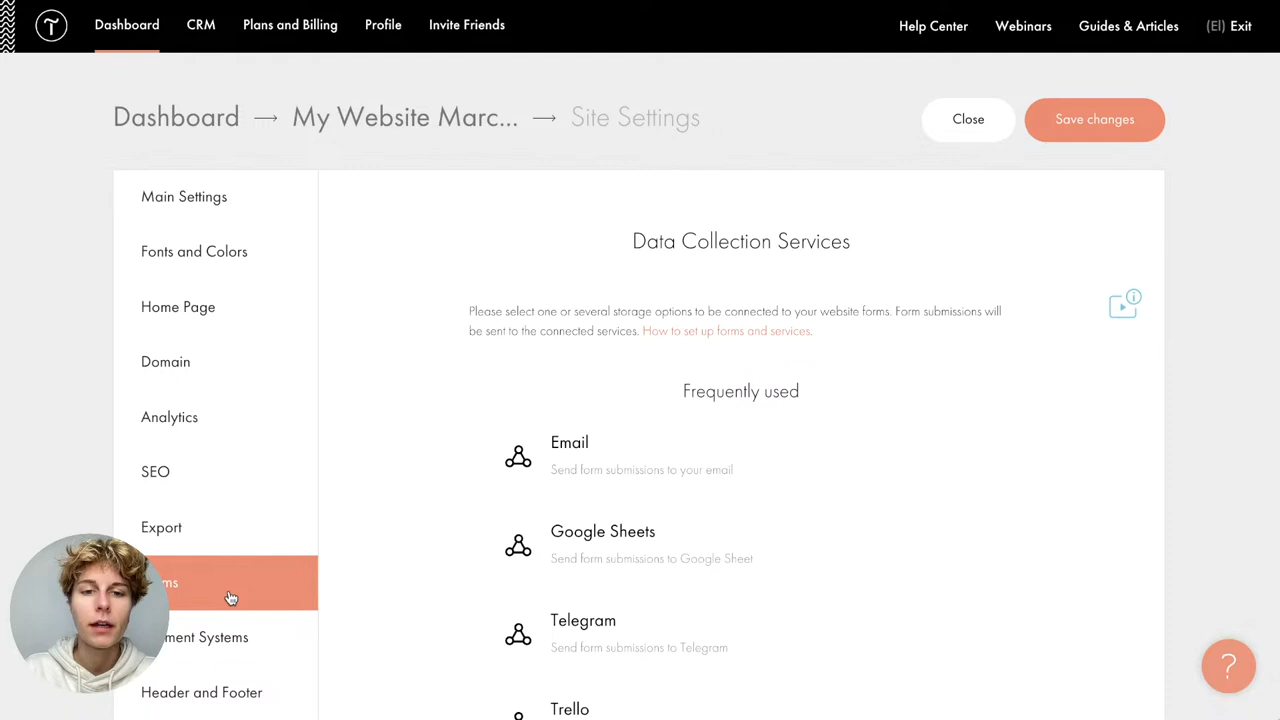 Dashboard CRM Plans and Billing Profile Invite Friends Help Center Webinars Guides & Articles (El) Exit
Dashboard → My Website Marc... → Site Settings Close Save changes
Main Settings
Fonts and Colors
Home Page
Domain
Analytics
SEO
Export
ms
ment Systems
Header and Footer
Data Collection Services
Please select one or several storage options to be connected to your website forms. Form submissions will
be sent to the connected services. How to set up forms and services.
Frequently used
Email
Send form submissions to your email
Google Sheets
Send form submissions to Google Sheet
Telegram
Send form submissions to Telegram
Trello
?